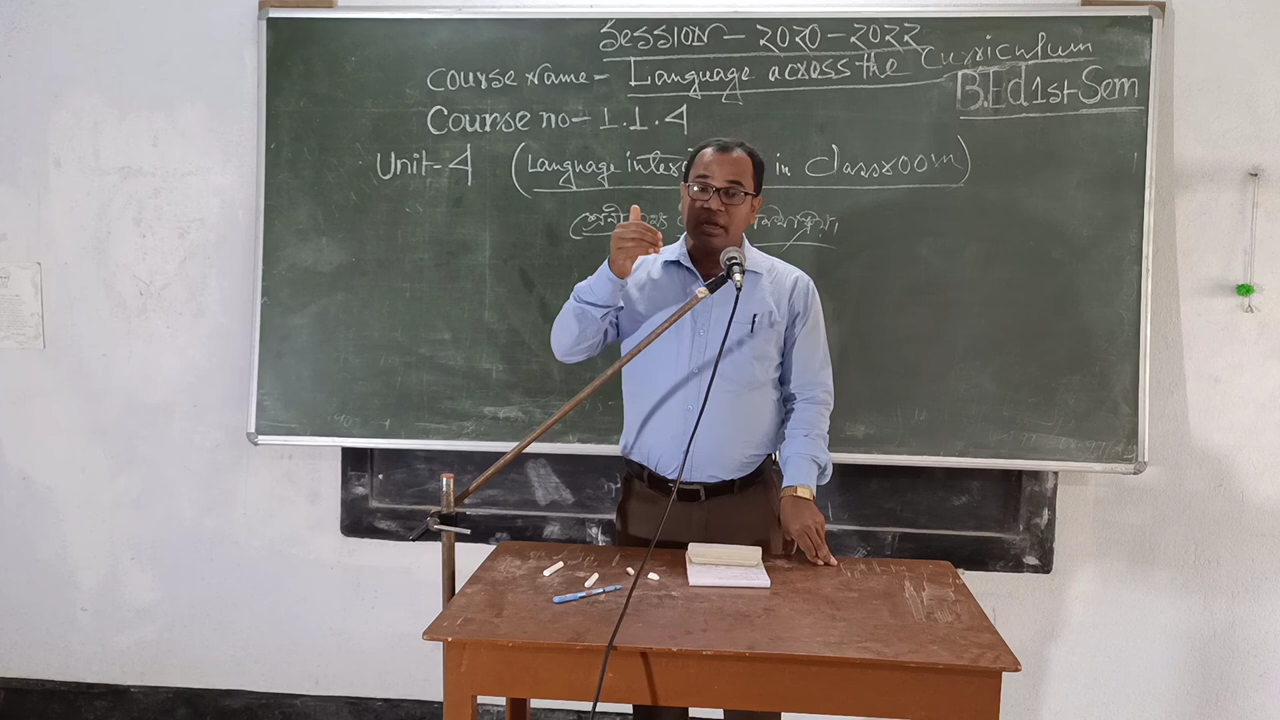 Session - 2020-2022
Course Name - Language across the Curriculum
B.Ed 1st Sem
Course no - 1.1.4
Unit-4 (Language in classroom)